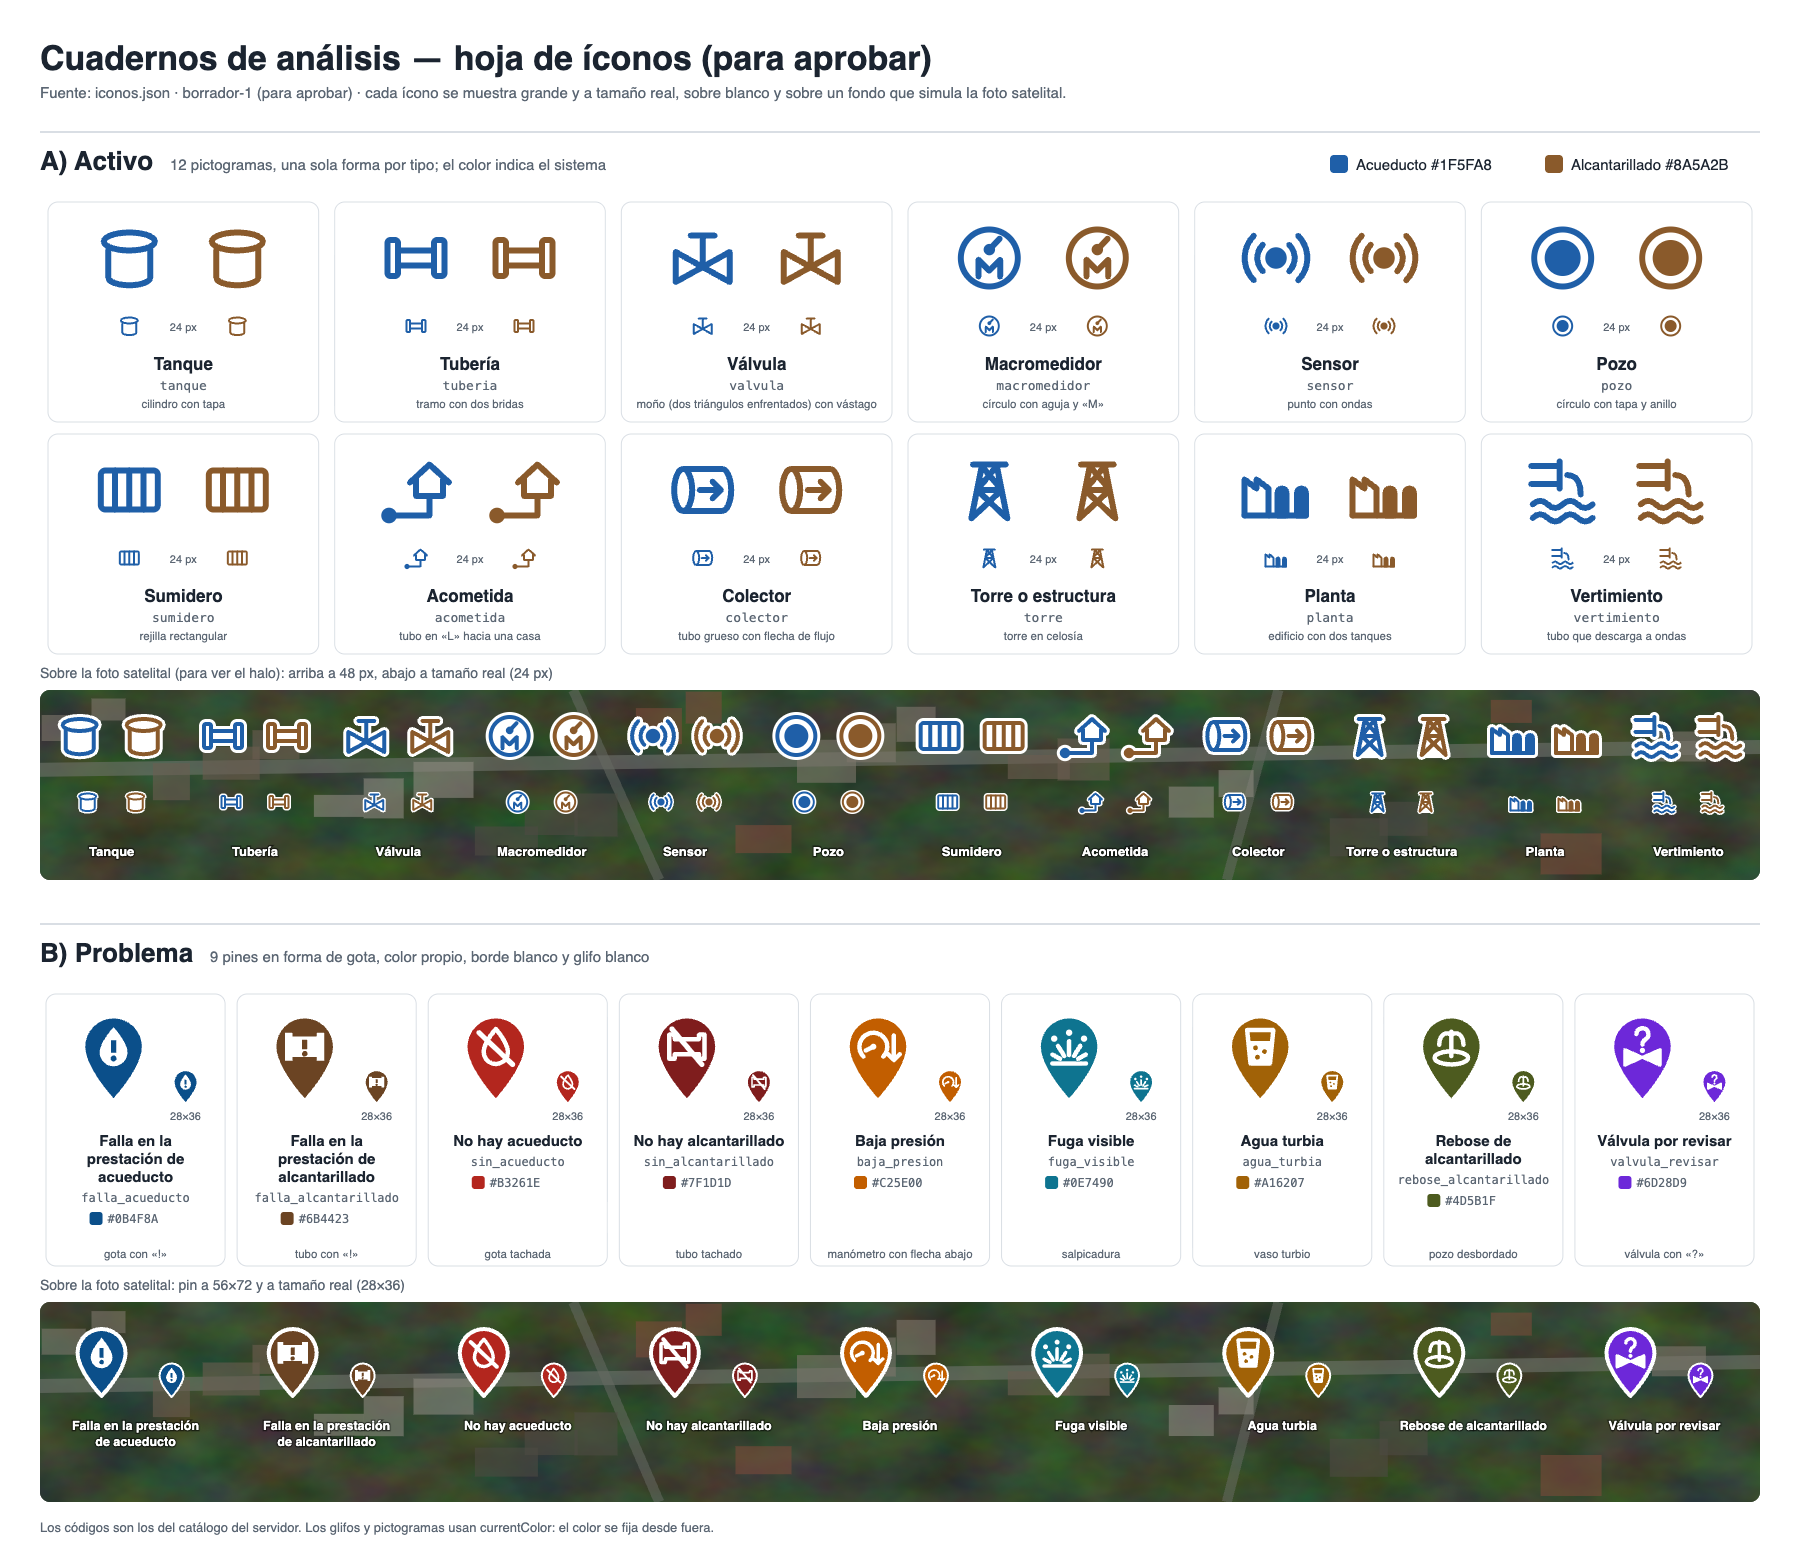 Cuadernos de análisis — hoja de íconos (para aprobar)
Fuente: iconos.json · borrador-1 (para aprobar) · cada ícono se muestra grande y a tamaño real, sobre blanco y sobre un fondo que simula la foto satelital.
A) Activo 12 pictogramas, una sola forma por tipo; el color indica el sistema
Acueducto #1F5FA8 Alcantarillado #8A5A2B
24 px 24 px 24 px 24 px 24 px 24 px
Tanque Tubería Válvula Macromedidor Sensor Pozo
tanque tuberia valvula macromedidor sensor pozo
cilindro con tapa tramo con dos bridas moño (dos triángulos enfrentados) con vástago círculo con aguja y «M» punto con ondas círculo con tapa y anillo
24 px 24 px 24 px 24 px 24 px 24 px
Sumidero Acometida Colector Torre o estructura Planta Vertimiento
sumidero acometida colector torre planta vertimiento
rejilla rectangular tubo en «L» hacia una casa tubo grueso con flecha de flujo torre en celosía edificio con dos tanques tubo que descarga a ondas
Sobre la foto satelital (para ver el halo): arriba a 48 px, abajo a tamaño real (24 px)
Tanque Tubería Válvula Macromedidor Sensor Pozo Sumidero Acometida Colector Torre o estructura Planta Vertimiento
B) Problema 9 pines en forma de gota, color propio, borde blanco y glifo blanco
28×36 28×36 28×36 28×36 28×36 28×36 28×36 28×36 28×36
Falla en la prestación de acueducto
falla_acueducto
#0B4F8A
gota con «!»
Falla en la prestación de alcantarillado
falla_alcantarillado
#6B4423
tubo con «!»
No hay acueducto
sin_acueducto
#B3261E
gota tachada
No hay alcantarillado
sin_alcantarillado
#7F1D1D
tubo tachado
Baja presión
baja_presion
#C25E00
manómetro con flecha abajo
Fuga visible
fuga_visible
#0E7490
salpicadura
Agua turbia
agua_turbia
#A16207
vaso turbio
Rebose de alcantarillado
rebose_alcantarillado
#4D5B1F
pozo desbordado
Válvula por revisar
valvula_revisar
#6D28D9
válvula con «?»
Sobre la foto satelital: pin a 56×72 y a tamaño real (28×36)
Falla en la prestación de acueducto
Falla en la prestación de alcantarillado
No hay acueducto
No hay alcantarillado
Baja presión
Fuga visible
Agua turbia
Rebose de alcantarillado
Válvula por revisar
Los códigos son los del catálogo del servidor. Los glifos y pictogramas usan currentColor: el color se fija desde fuera.